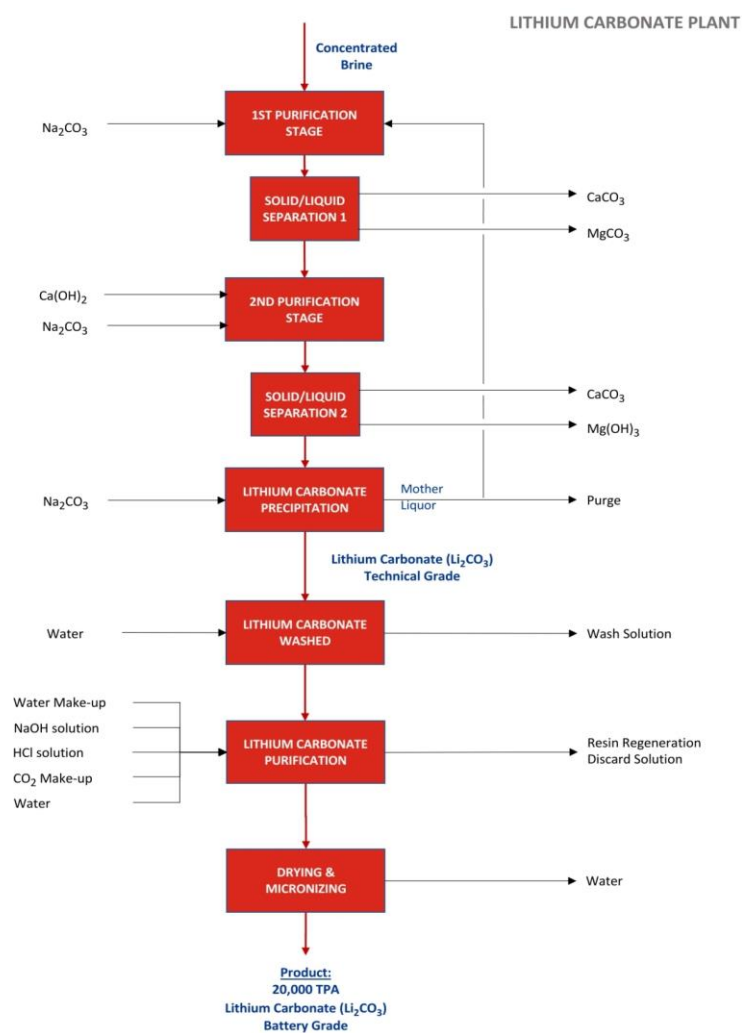 LITHIUM CARBONATE PLANT
Concentrated
Brine
1ST PURIFICATION
STAGE
Na₂CO₃
SOLID/LIQUID
SEPARATION 1
CaCO₃
MgCO₃
Ca(OH)₂
Na₂CO₃
2ND PURIFICATION
STAGE
SOLID/LIQUID
SEPARATION 2
CaCO₃
Mg(OH)₃
Na₂CO₃
LITHIUM CARBONATE
PRECIPITATION
Mother
Liquor
Purge
Lithium Carbonate (Li₂CO₃)
Technical Grade
Water
LITHIUM CARBONATE
WASHED
Wash Solution
Water Make-up
NaOH solution
HCl solution
CO₂ Make-up
Water
LITHIUM CARBONATE
PURIFICATION
Resin Regeneration
Discard Solution
DRYING &
MICRONIZING
Water
Product:
20,000 TPA
Lithium Carbonate (Li₂CO₃)
Battery Grade